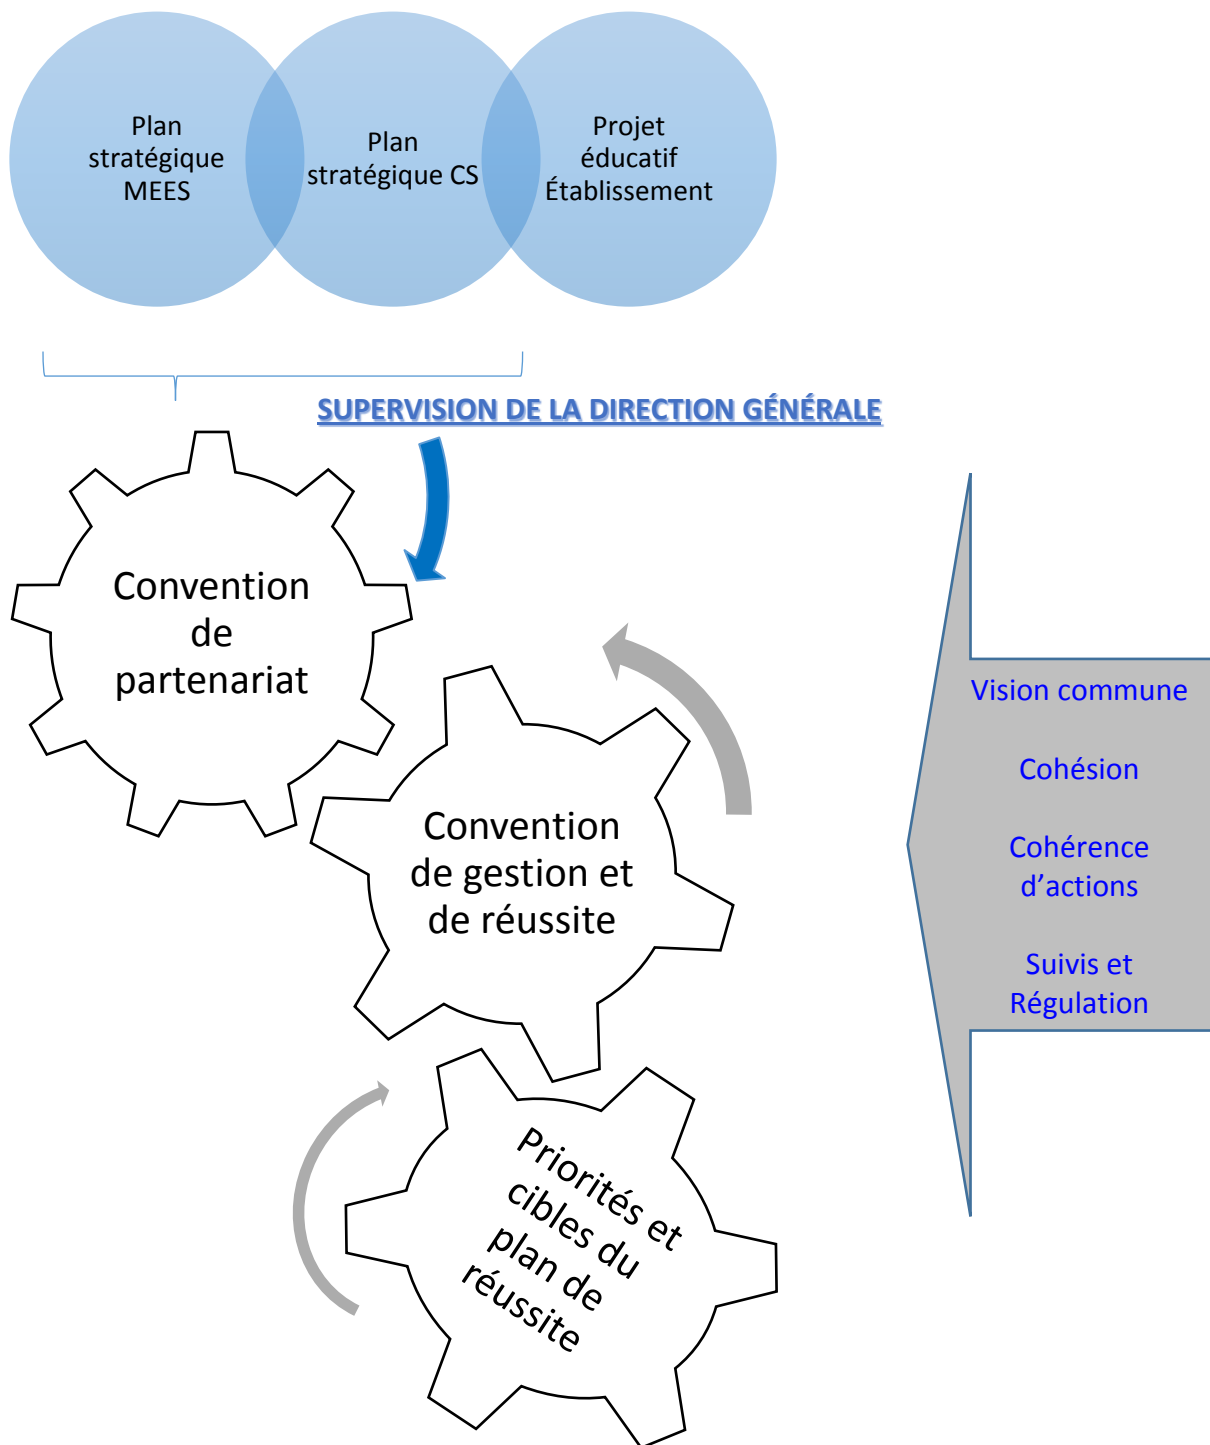 Plan
stratégique
MEES
Plan
stratégique CS
Projet
éducatif
Établissement
SUPERVISION DE LA DIRECTION GÉNÉRALE
Convention
de
partenariat
Convention
de gestion et
de réussite
Priorités et
cibles du
plan de
réussite
Vision commune
Cohésion
Cohérence
d’actions
Suivis et
Régulation